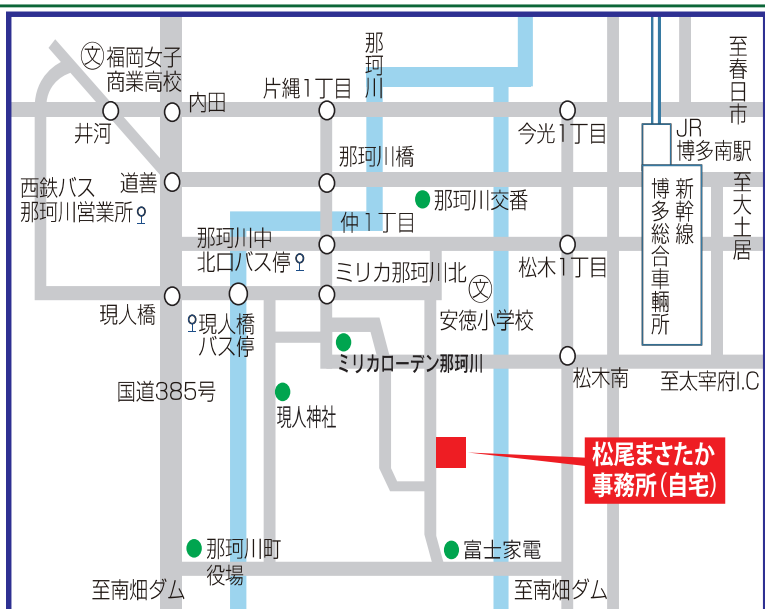 那珂川
至春日市
文
福岡女子
商業高校
片縄1丁目
内田
井河
今光1丁目
JR
博多南駅
那珂川橋
西鉄バス
那珂川営業所
道善
那珂川交番
新幹線
博多総合車輛所
至大土居
仲1丁目
那珂川中
北口バス停
ミリカ那珂川北
松木1丁目
文
安徳小学校
現人橋
現人橋
バス停
ミリカローデン那珂川
国道385号
松木南
至太宰府I.C
現人神社
松尾まさたか
事務所(自宅)
那珂川町
役場
富士家電
至南畑ダム
至南畑ダム